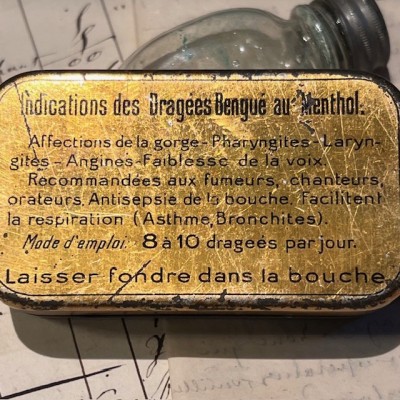 Indications des Dragées Bengué au Menthol.
Affections de la gorge - Pharyngites - Laryn-
gites - Angines - Faiblesse de la voix.
Recommandées aux fumeurs, chanteurs,
orateurs. Antisepsie de la bouche. Facilitent
la respiration (Asthme, Bronchites).
Mode d'emploi. 8 à 10 dragées par jour.
Laisser fondre dans la bouche